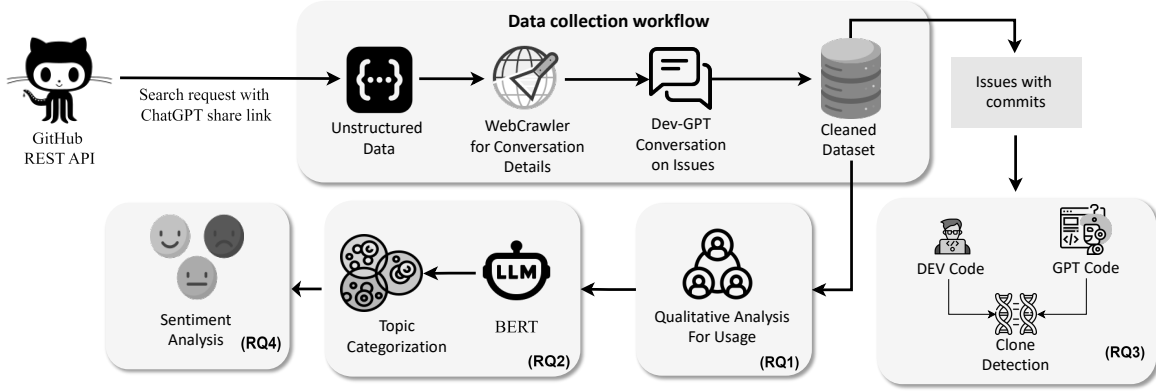 Data collection workflow
GitHub
REST API
Search request with
ChatGPT share link
{...}
Unstructured
Data
WebCrawler
for Conversation
Details
Dev-GPT
Conversation
on Issues
Cleaned
Dataset
Issues with
commits
Sentiment
Analysis
(RQ4)
Topic
Categorization
LLM
BERT
(RQ2)
Qualitative Analysis
For Usage
(RQ1)
DEV Code
</>
GPT Code
Clone
Detection
(RQ3)